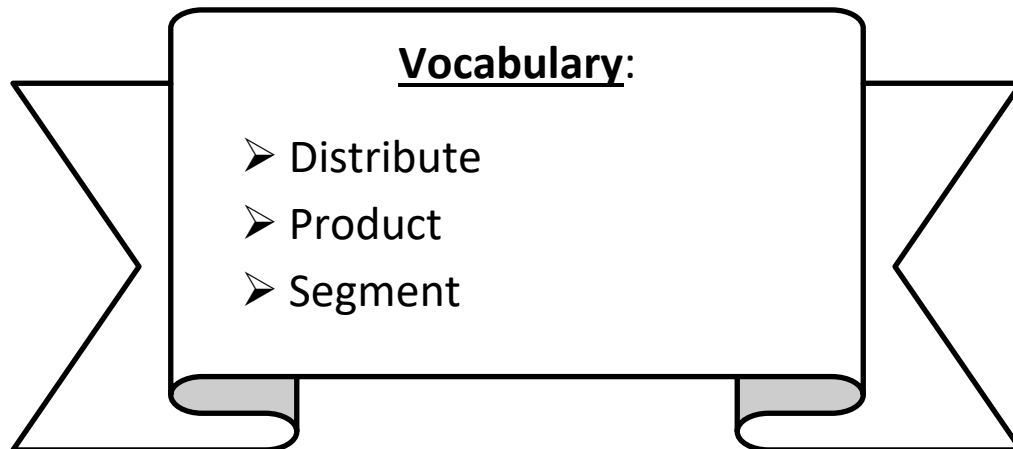 Vocabulary:
➢ Distribute
➢ Product
➢ Segment